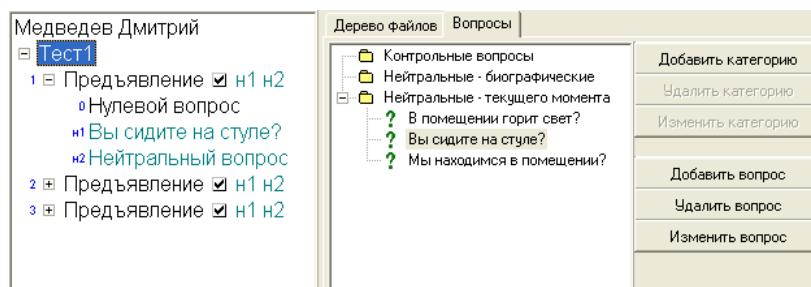 Медведев Дмитрий
Тест1
1 Предъявление н1 н2
0 Нулевой вопрос
н1 Вы сидите на стуле?
н2 Нейтральный вопрос
2 Предъявление н1 н2
3 Предъявление н1 н2
Дерево файлов Вопросы
Контрольные вопросы
Нейтральные - биографические
Нейтральные - текущего момента
В помещении горит свет?
Вы сидите на стуле?
Мы находимся в помещении?
Добавить категорию
Удалить категорию
Изменить категорию
Добавить вопрос
Удалить вопрос
Изменить вопрос